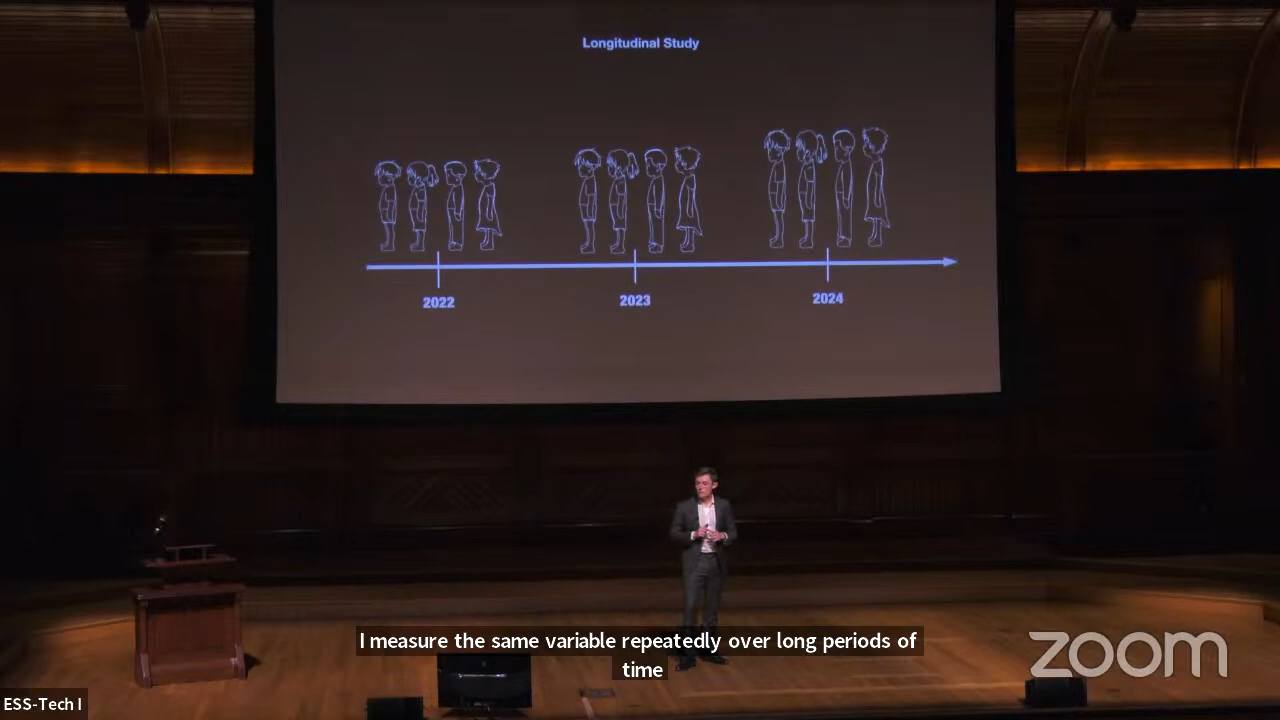 Longitudinal Study
2022
2023
2024
I measure the same variable repeatedly over long periods of
time
zoom
ESS-Tech I